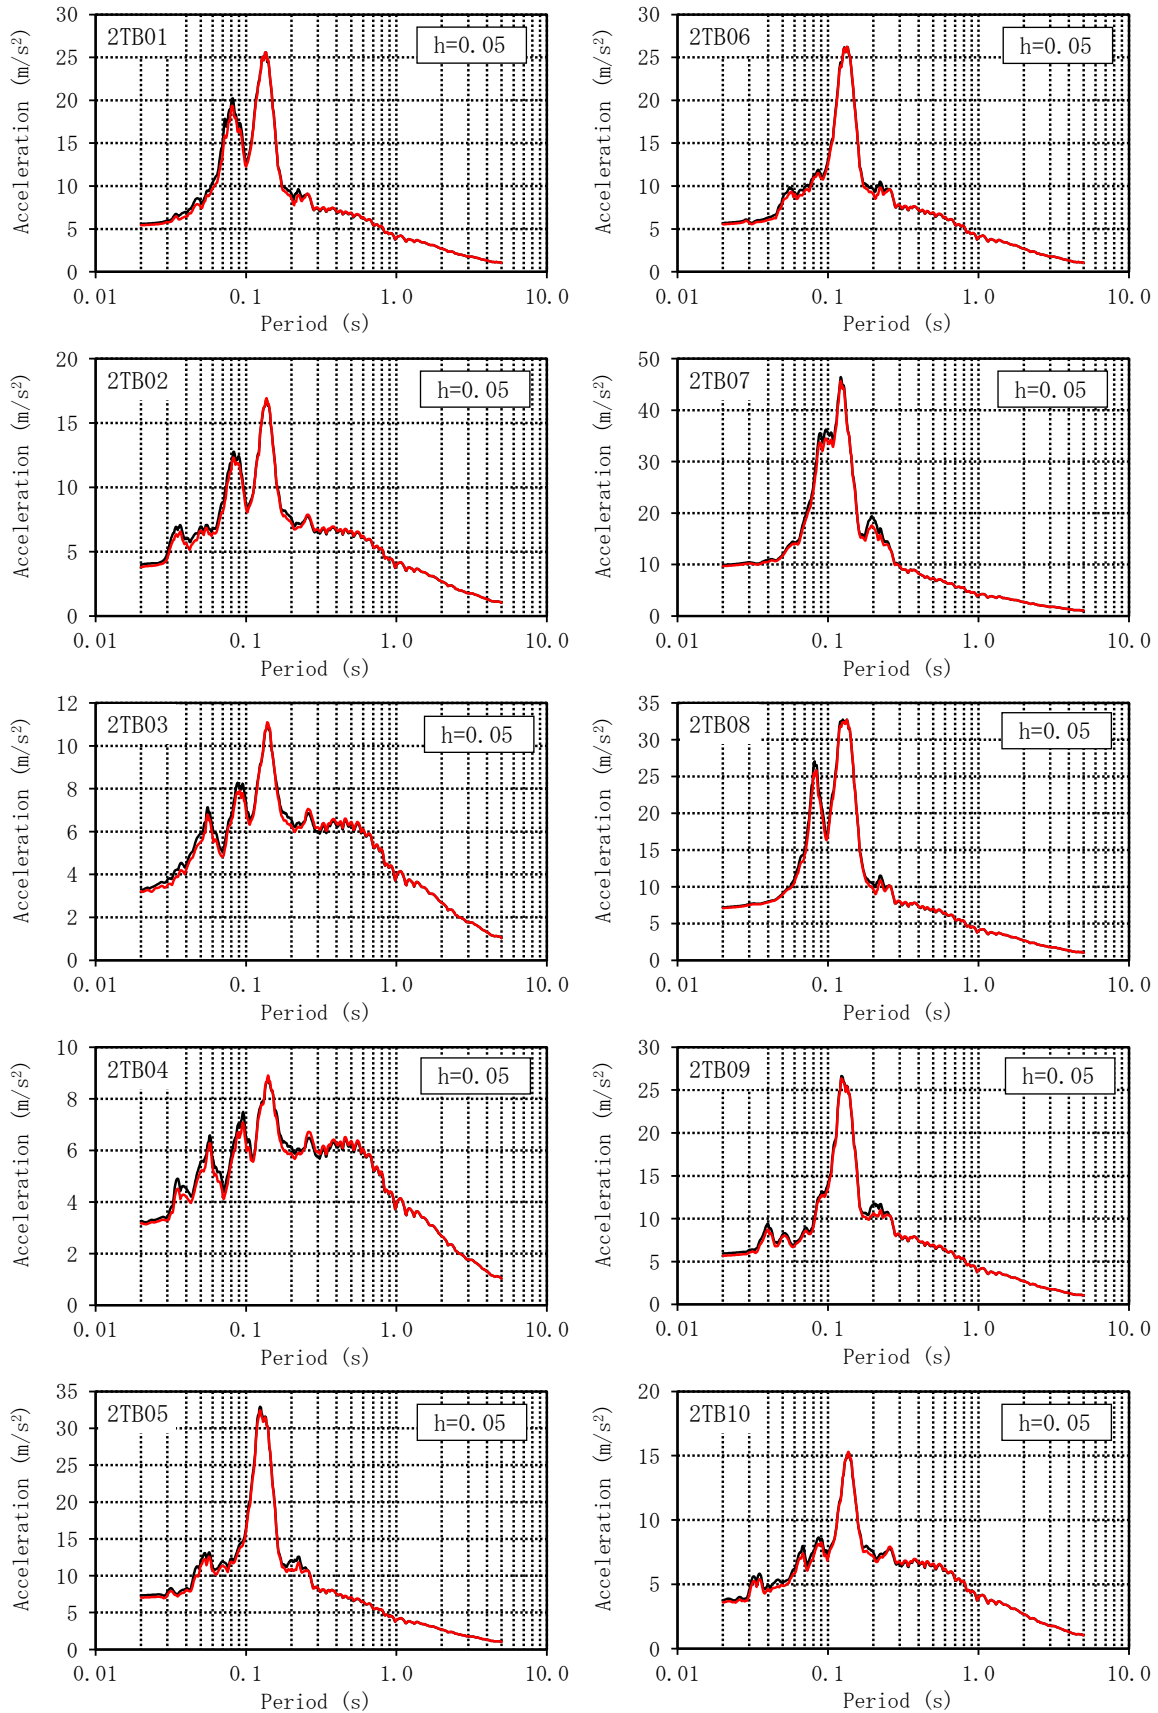 2TB01
h=0.05
Acceleration (m/s²)
30
25
20
15
10
5
0
0.01 0.1 1.0 10.0
Period (s)
2TB06
h=0.05
Acceleration (m/s²)
30
25
20
15
10
5
0
0.01 0.1 1.0 10.0
Period (s)
2TB02
h=0.05
Acceleration (m/s²)
20
15
10
5
0
0.01 0.1 1.0 10.0
Period (s)
2TB07
h=0.05
Acceleration (m/s²)
50
40
30
20
10
0
0.01 0.1 1.0 10.0
Period (s)
2TB03
h=0.05
Acceleration (m/s²)
12
10
8
6
4
2
0
0.01 0.1 1.0 10.0
Period (s)
2TB08
h=0.05
Acceleration (m/s²)
35
30
25
20
15
10
5
0
0.01 0.1 1.0 10.0
Period (s)
2TB04
h=0.05
Acceleration (m/s²)
10
8
6
4
2
0
0.01 0.1 1.0 10.0
Period (s)
2TB09
h=0.05
Acceleration (m/s²)
30
25
20
15
10
5
0
0.01 0.1 1.0 10.0
Period (s)
2TB05
h=0.05
Acceleration (m/s²)
35
30
25
20
15
10
5
0
0.01 0.1 1.0 10.0
Period (s)
2TB10
h=0.05
Acceleration (m/s²)
20
15
10
5
0
0.01 0.1 1.0 10.0
Period (s)